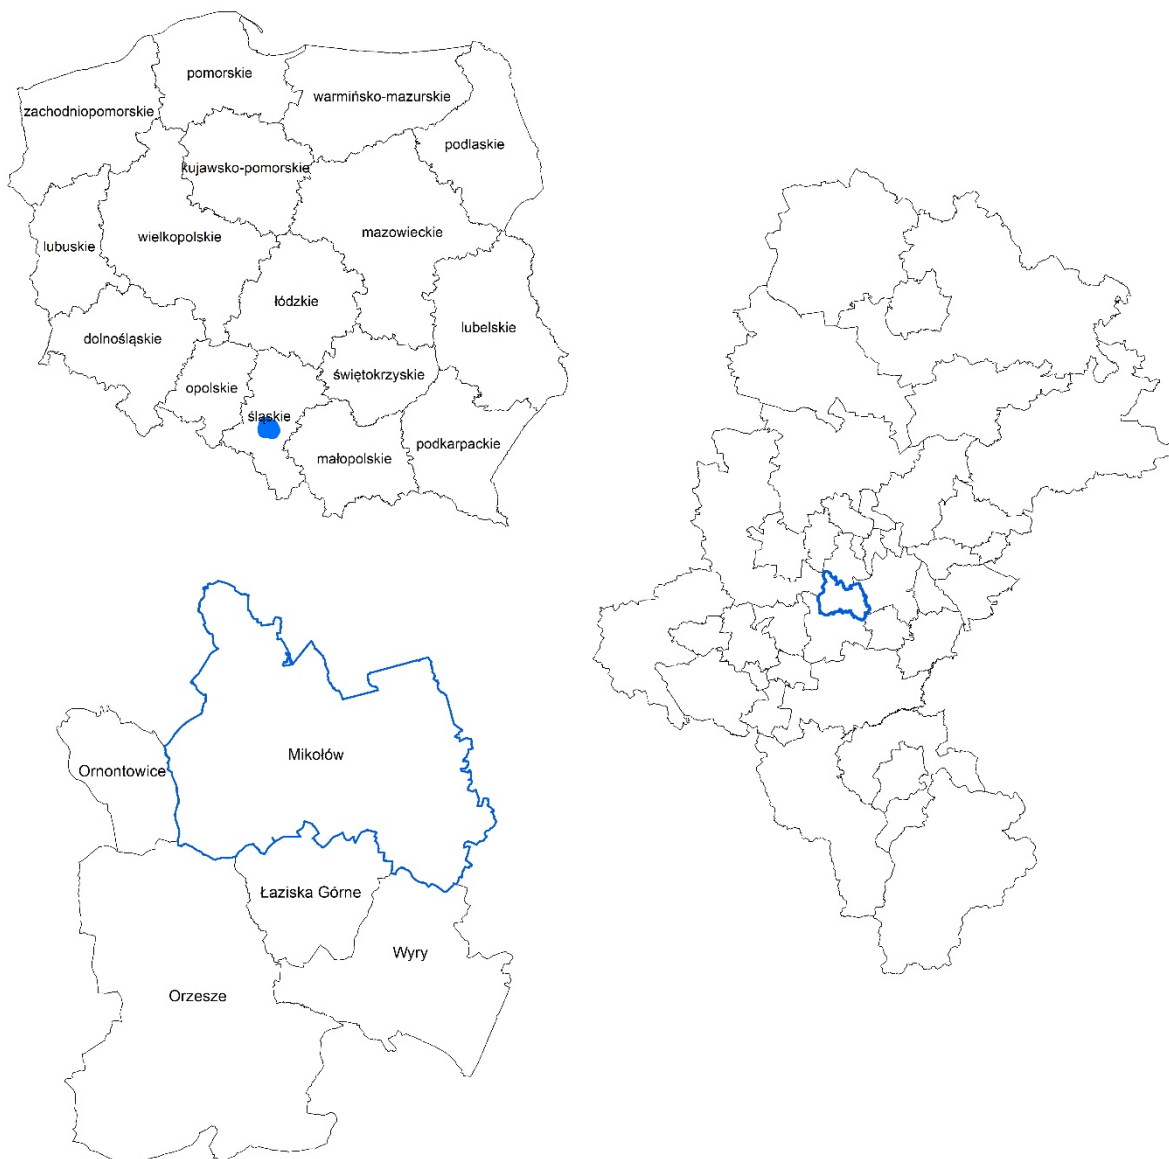 pomorskie
warmińsko-mazurskie
zachodniopomorskie
podlaskie
kujawsko-pomorskie
mazowieckie
wielkopolskie
lubuskie
łódzkie
lubelskie
dolnośląskie
świętokrzyskie
opolskie
śląskie
podkarpackie
małopolskie
Mikołów
Ornontowice
Łaziska Górne
Wyry
Orzesze